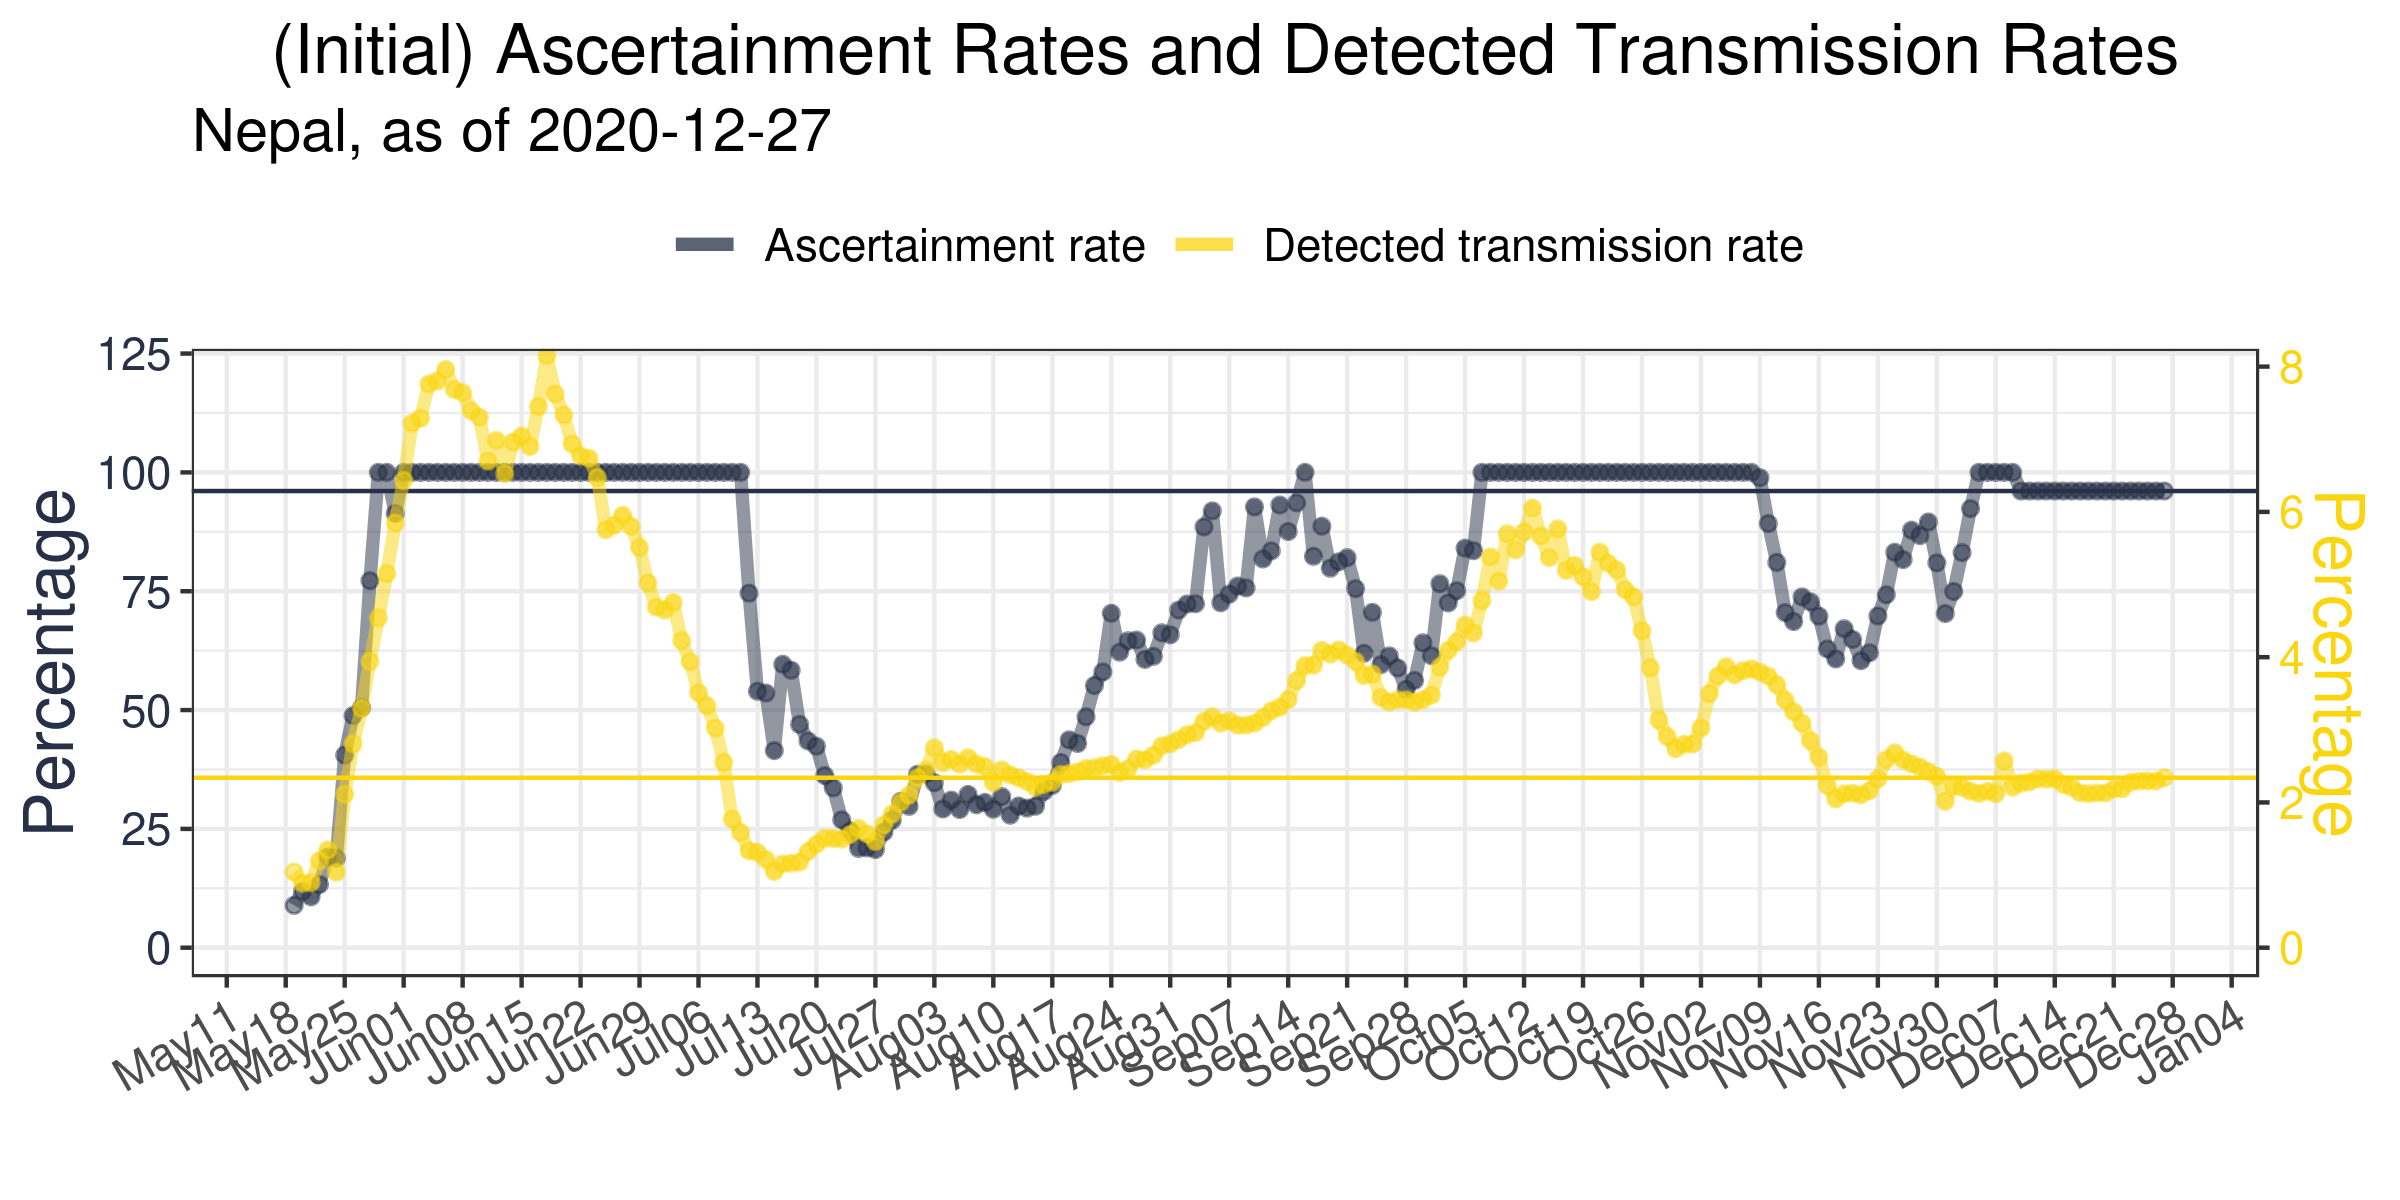 (Initial) Ascertainment Rates and Detected Transmission Rates
Nepal, as of 2020-12-27
Ascertainment rate
Detected transmission rate
Percentage
125
100
75
50
25
0
8
6
4
2
0
Percentage
May11
May18
May25
Jun01
Jun08
Jun15
Jun22
Jun29
Jul06
Jul13
Jul20
Jul27
Aug03
Aug10
Aug17
Aug24
Aug31
Sep07
Sep14
Sep21
Sep28
Oct05
Oct12
Oct19
Oct26
Nov02
Nov09
Nov16
Nov23
Nov30
Dec07
Dec14
Dec21
Dec28
Jan04